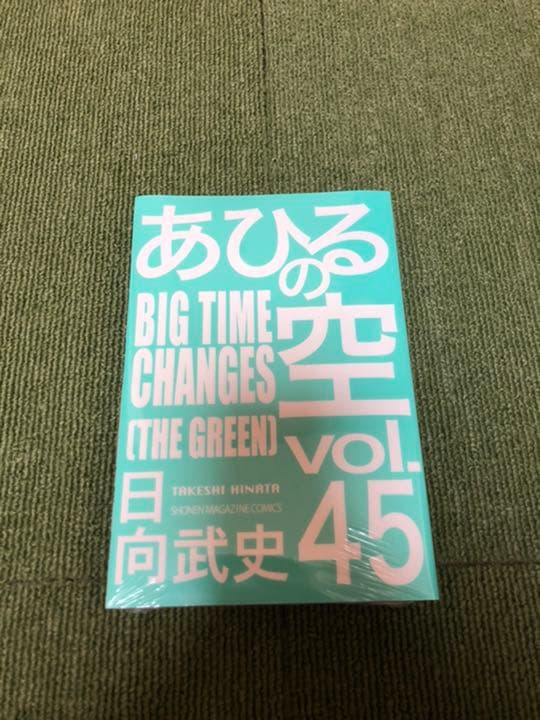 あひるの空
BIG TIME
CHANGES
(THE GREEN)
vol.
45
日向武史
TAKESHI HINATA
SHONEN MAGAZINE COMICS